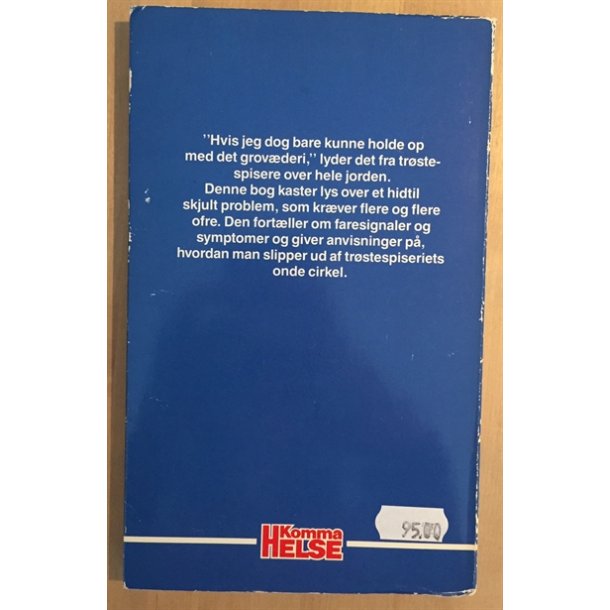 "Hvis jeg dog bare kunne holde op
med det grovæderi," lyder det fra trøste-
spisere over hele jorden.
Denne bog kaster lys over et hidtil
skjult problem, som kræver flere og flere
ofre. Den fortæller om faresignaler og
symptomer og giver anvisninger på,
hvordan man slipper ud af trøstespiseriets
onde cirkel.
95.00
Komma
HELSE